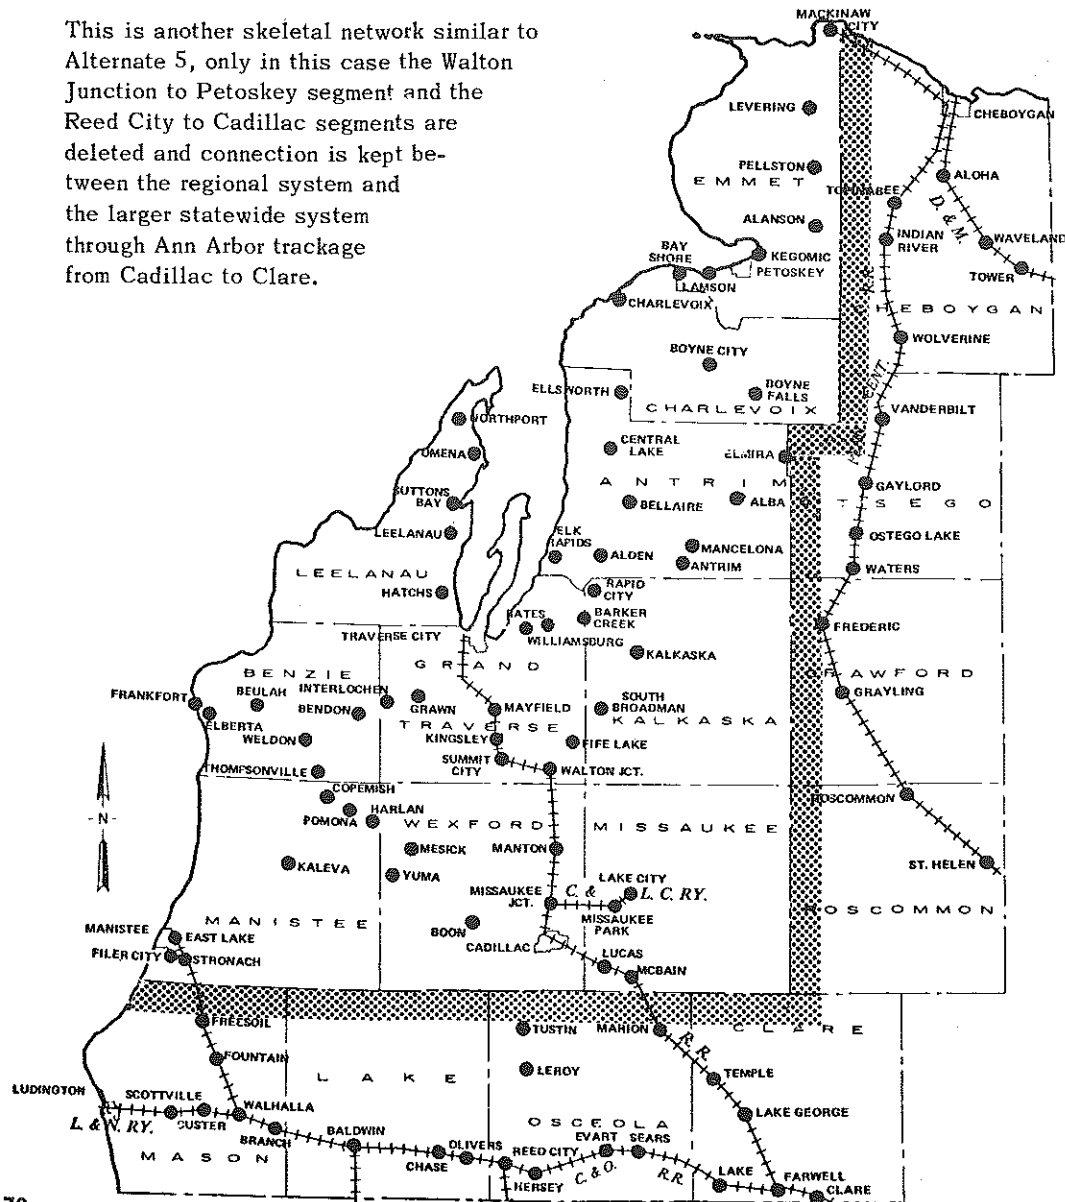 This is another skeletal network similar to
Alternate 5, only in this case the Walton
Junction to Petoskey segment and the
Reed City to Cadillac segments are
deleted and connection is kept be-
tween the regional system and
the larger statewide system
through Ann Arbor trackage
from Cadillac to Clare.
MACKINAW
CITY
LEVERING
CHEBOYGAN
PELLSTON
EMMET
ALOHA
TOPINABEE
D. & M.
ALANSON
INDIAN
RIVER
WAVELAND
BAY
SHORE
KEGOMIC
PETOSKEY
TOWER
LAMSON
CHARLEVOIX
CHEBOYGAN
WOLVERINE
BOYNE CITY
CENT.
ELLSWORTH
BOYNE
FALLS
CHARLEVOIX
VANDERBILT
NORTHPORT
CENTRAL
LAKE
OMENA
ELMIRA
ANTRIM
GAYLORD
OTSEGO
SUTTONS
BAY
BELLAIRE
ALBA
LEELANAU
OSTEGO LAKE
ELK
RAPIDS
ALDEN
MANCELONA
ANTRIM
WATERS
LEELANAU
HATCHS
RAPID
CITY
BATES
BARKER
CREEK
FREDERIC
TRAVERSE CITY
WILLIAMSBURG
KALKASKA
BENZIE
GRAND
CRAWFORD
FRANKFORT
BEULAH
INTERLOCHEN
GRAWN
MAYFIELD
SOUTH
BROADMAN
GRAYLING
ELBERTA
BENDON
TRAVERSE
KALKASKA
WELDON
KINGSLEY
FIFE LAKE
SUMMIT
CITY
WALTON JCT.
THOMPSONVILLE
COPEMISH
ROSCOMMON
-N-
HARLAN
POMONA
WEXFORD
MISSAUKEE
MESICK
MANTON
KALEVA
YUMA
ST. HELEN
LAKE CITY
MISSAUKEE
JCT.
C. &
L. C. RY.
MISSAUKEE
PARK
ROSCOMMON
MANISTEE
MANISTEE
EAST LAKE
BOON
CADILLAC
FILER CITY
STRONACH
LUCAS
MCBAIN
FREESOIL
TUSTIN
MARION
CLARE
R. R.
FOUNTAIN
LAKE
LEROY
TEMPLE
LUDINGTON
SCOTTVILLE
WALHALLA
LAKE GEORGE
L. & N. RY.
CUSTER
OSCEOLA
BRANCH
BALDWIN
OLIVERS
REED CITY
EVART
SEARS
MASON
CHASE
C. & O.
R.R.
LAKE
FARWELL
HERSEY
CLARE